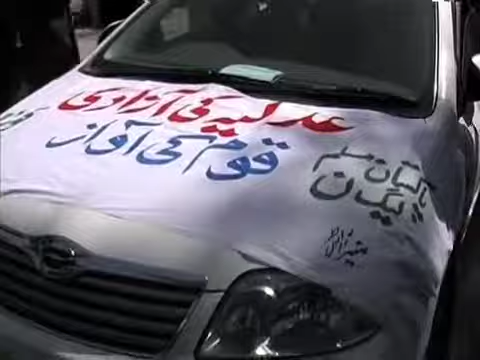 عدلیہ کی آزادی
قوم کی آواز
پاکستان مسلم
لیگ ن